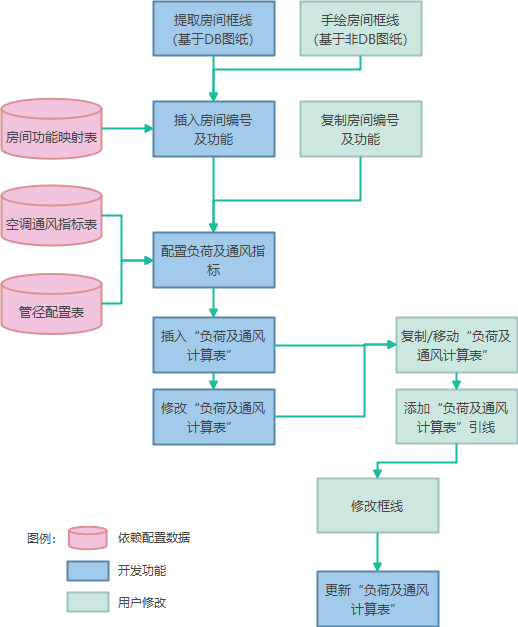 提取房间框线
（基于DB图纸）
手绘房间框线
（基于非DB图纸）
房间功能映射表
插入房间编号
及功能
复制房间编号
及功能
空调通风指标表
管径配置表
配置负荷及通风指
标
插入“负荷及通风
计算表”
复制/移动“负荷及
通风计算表”
修改“负荷及通风
计算表”
添加“负荷及通风
计算表”引线
修改框线
更新“负荷及通风
计算表”
图例：
依赖配置数据
开发功能
用户修改